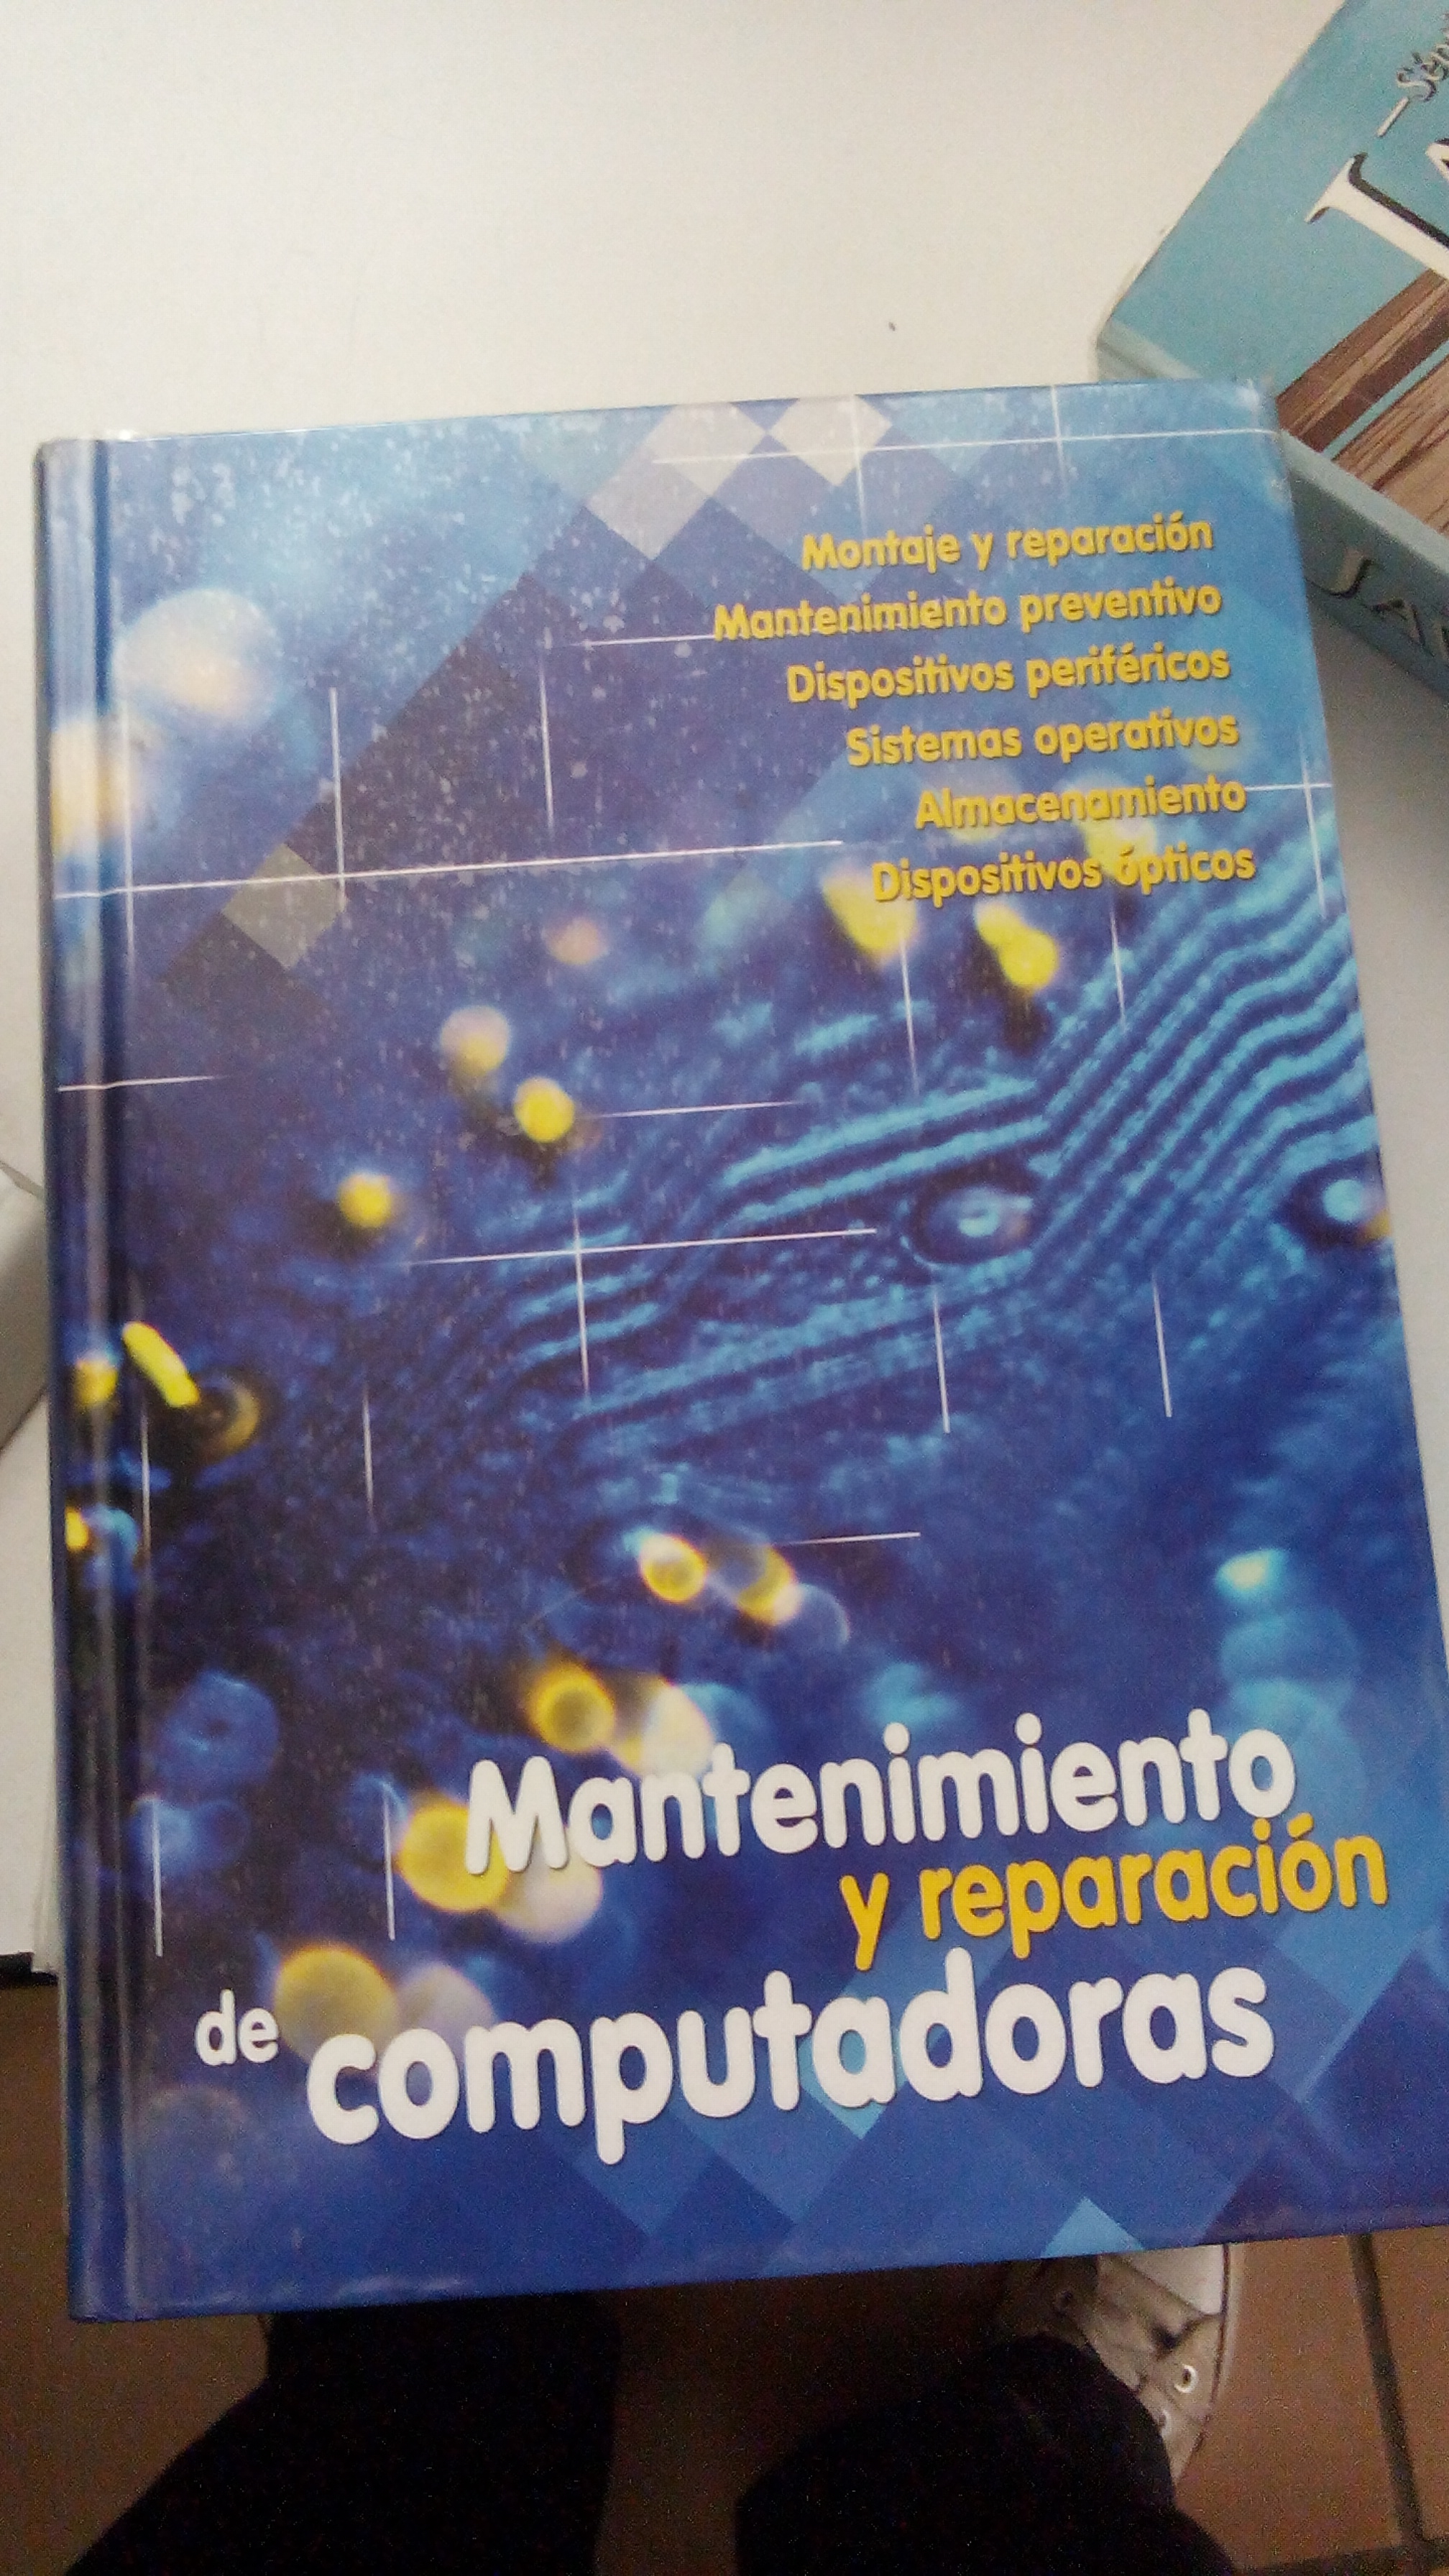 Montaje y reparación
Mantenimiento preventivo
Dispositivos periféricos
Sistemas operativos
Almacenamiento
Dispositivos ópticos
Mantenimiento
y reparación
de computadoras